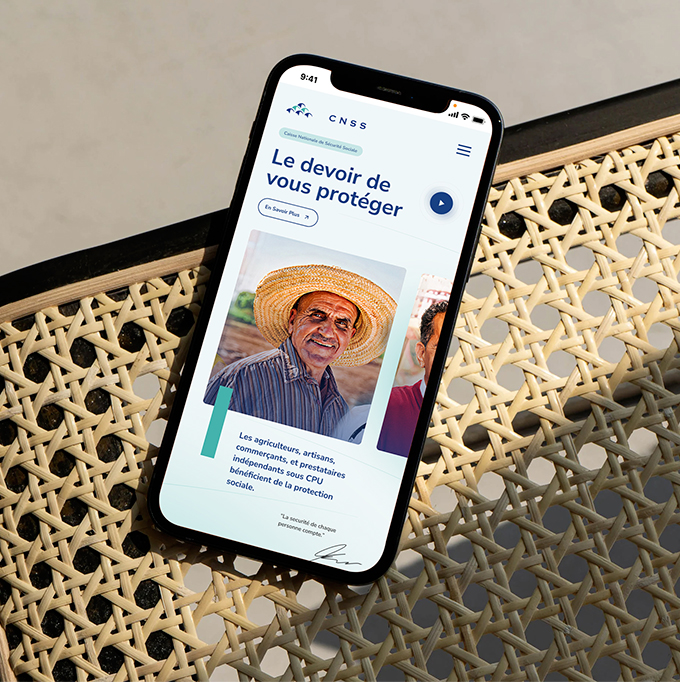 9:41
CNSS
Caisse Nationale de Sécurité Sociale
Le devoir de
vous protéger
En Savoir Plus
Les agriculteurs, artisans,
commerçants, et prestataires
indépendants sous CPU
bénéficient de la protection
sociale.
"La securité de chaque
personne compte."